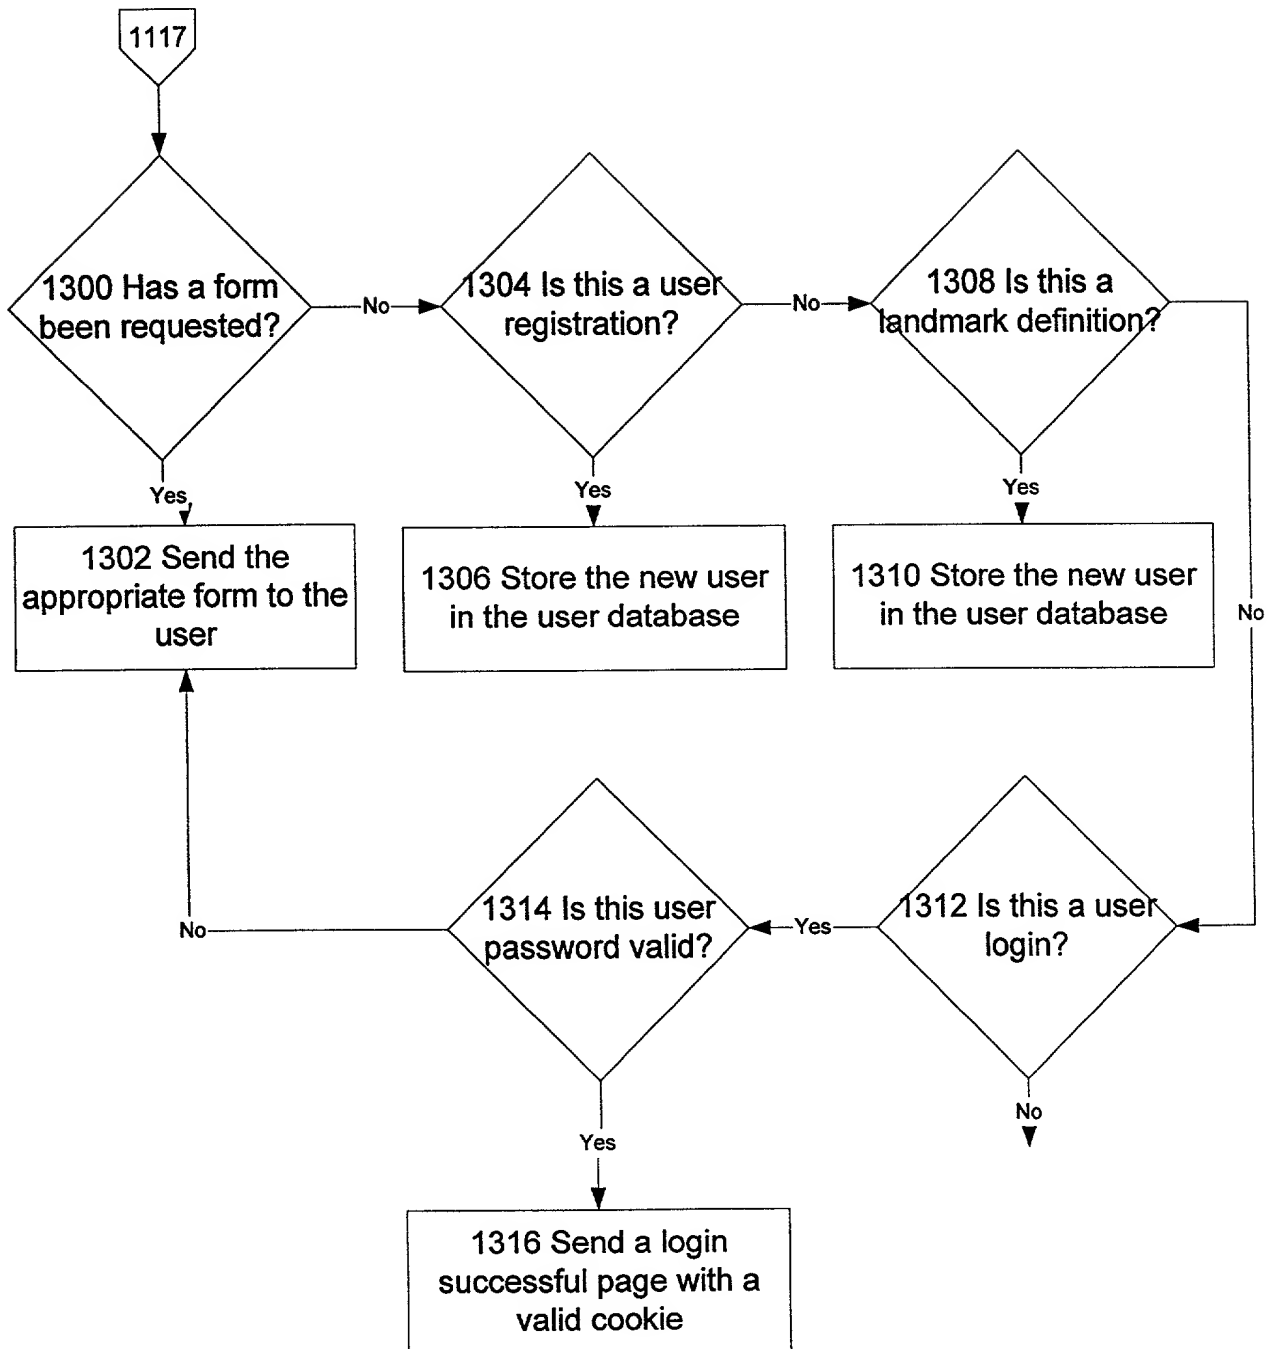 1117
1300 Has a form
been requested?
No
1304 Is this a user
registration?
No
1308 Is this a
landmark definition?
Yes
Yes
Yes
1302 Send the
appropriate form to the
user
1306 Store the new user
in the user database
1310 Store the new user
in the user database
No
1314 Is this user
password valid?
Yes
1312 Is this a user
login?
No
No
Yes
1316 Send a login
successful page with a
valid cookie